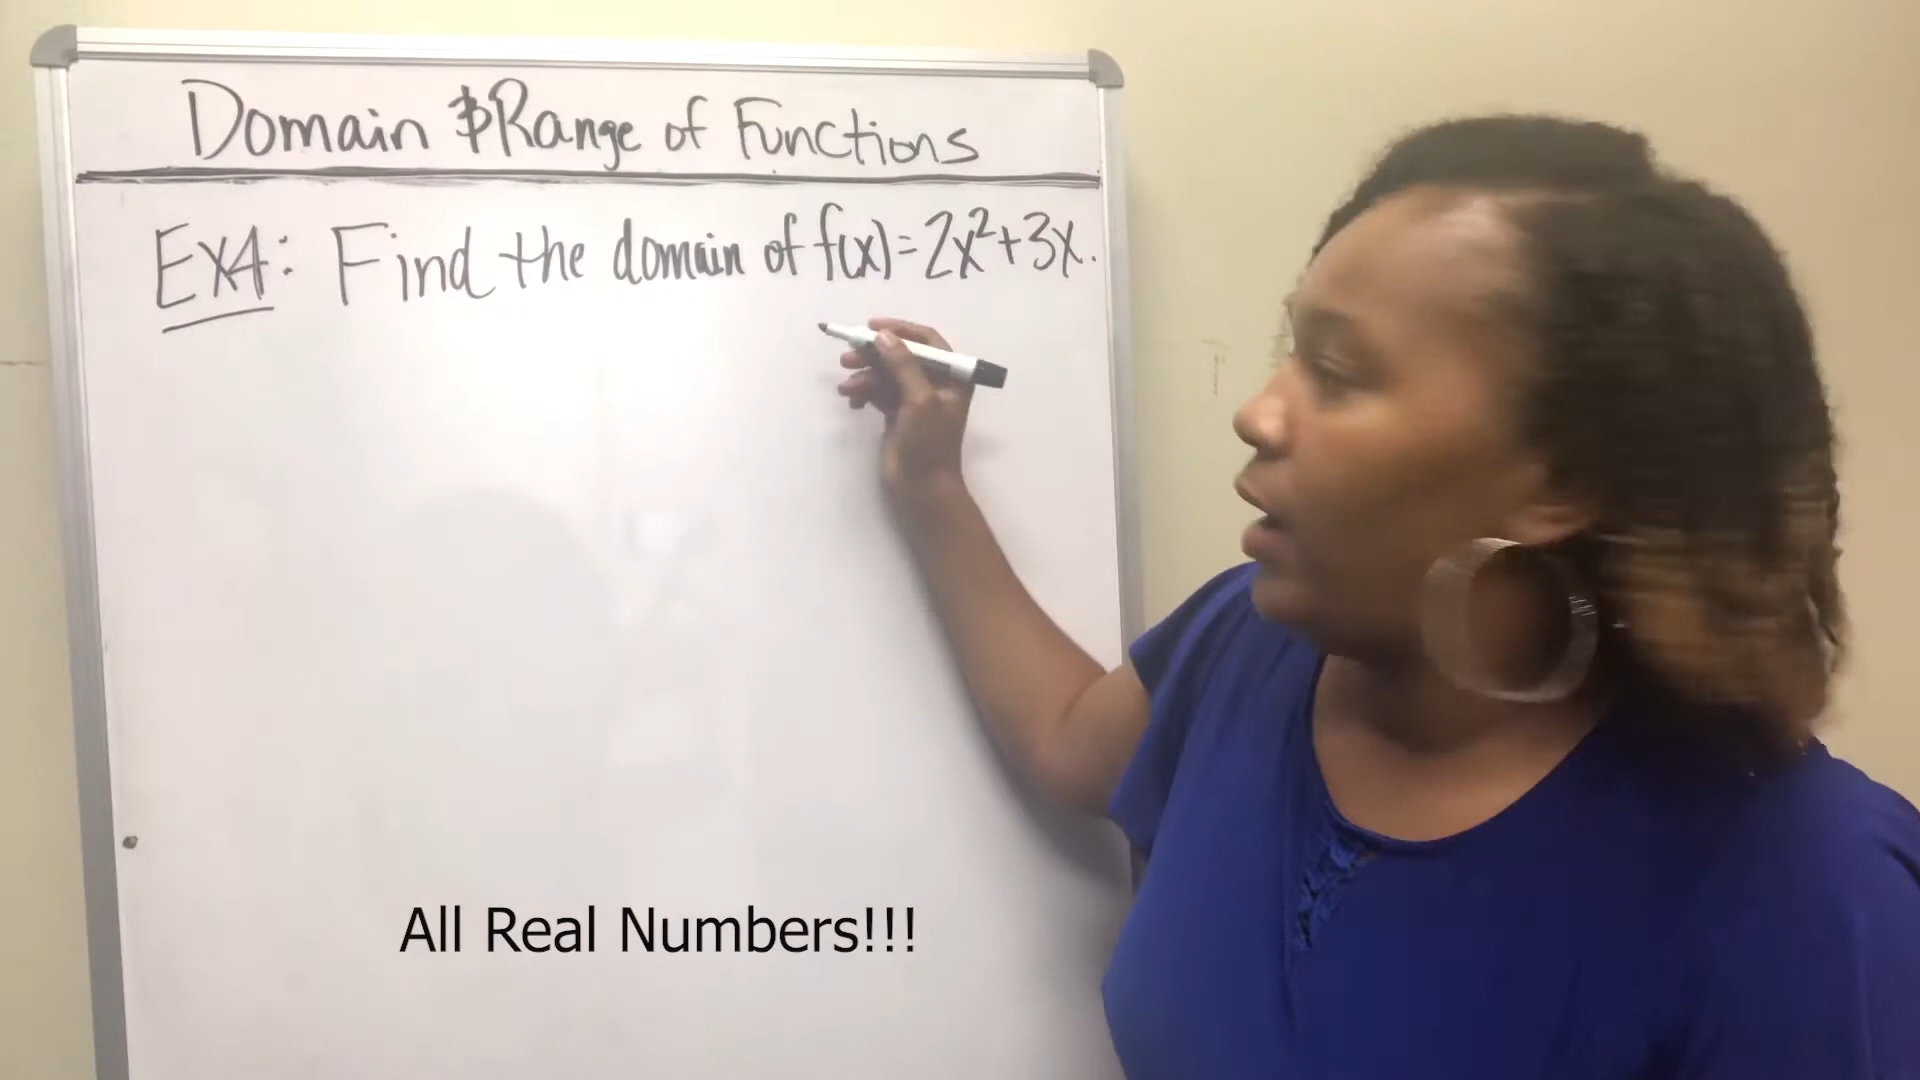 Domain & Range of Functions
Ex4: Find the domain of f(x)=2x²+3x.
All Real Numbers!!!